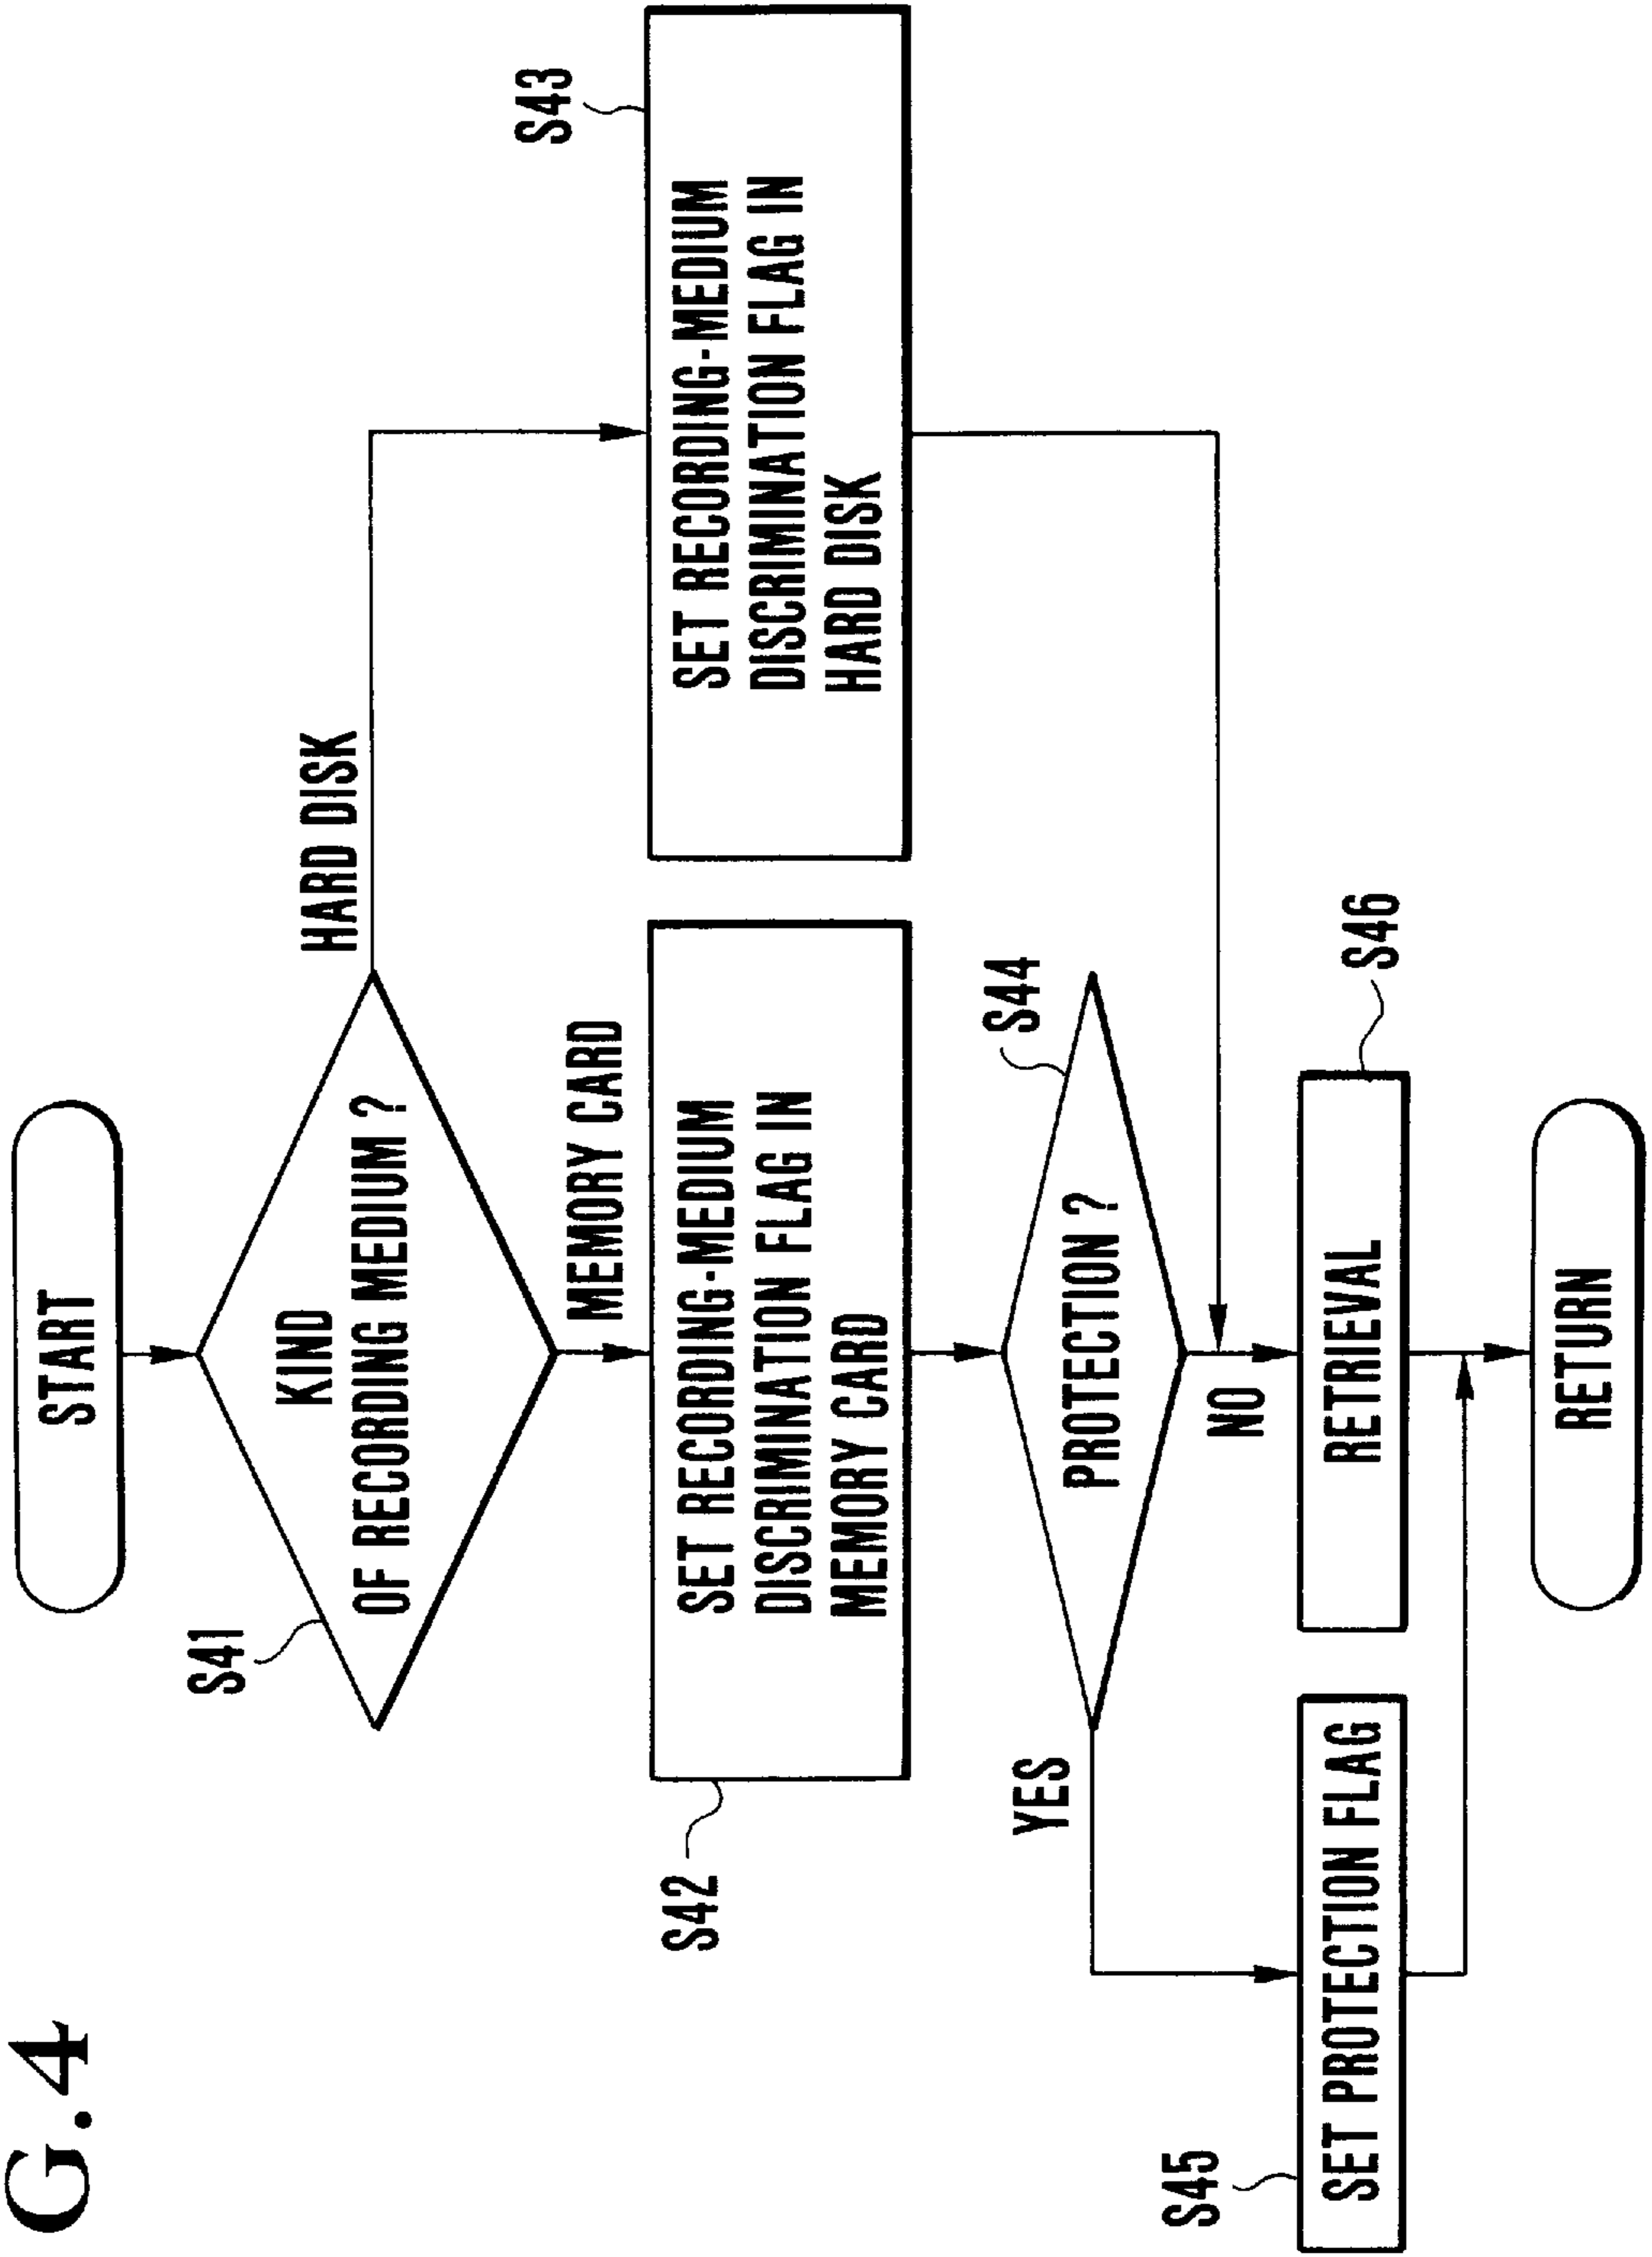 G.4
START
S41
KIND
OF RECORDING MEDIUM ?
HARD DISK
MEMORY CARD
S42
SET RECORDING-MEDIUM
DISCRIMINATION FLAG IN
MEMORY CARD
S43
SET RECORDING-MEDIUM
DISCRIMINATION FLAG IN
HARD DISK
S44
PROTECTION ?
YES
NO
S45
SET PROTECTION FLAG
S46
RETRIEVAL
RETURN